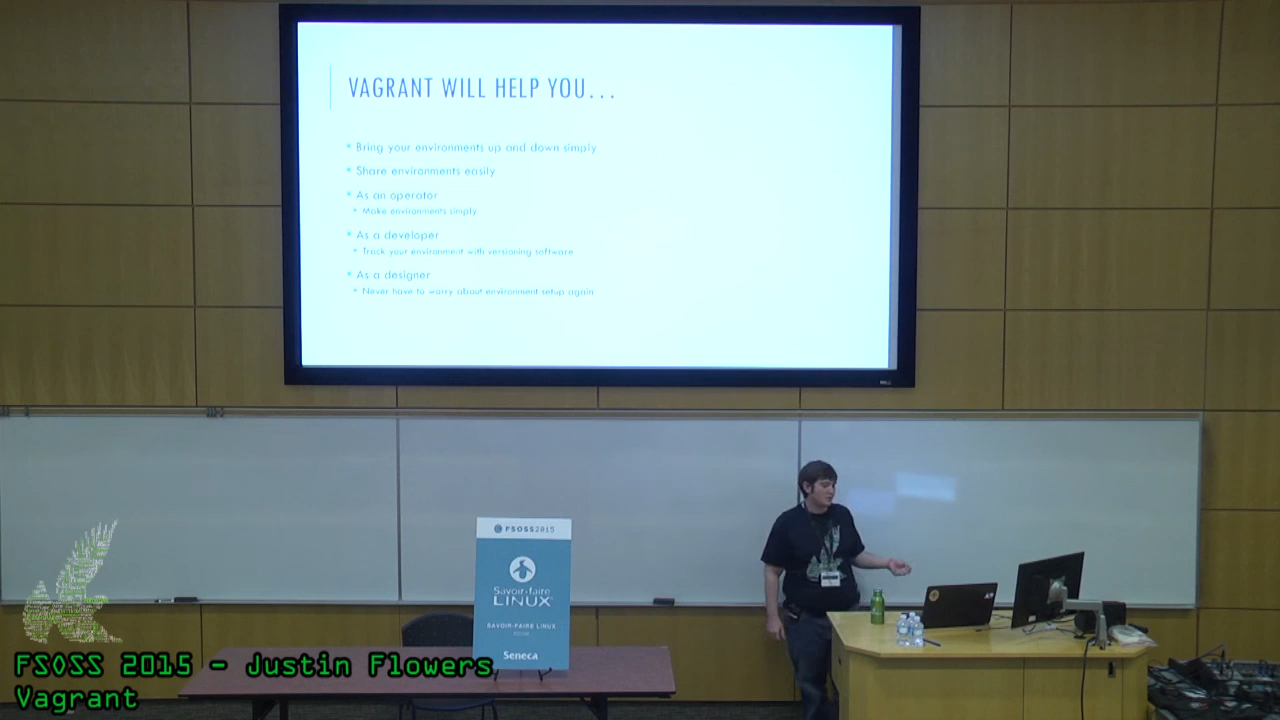 VAGRANT WILL HELP YOU...
Bring your environments up and down simply
Share environments easily
As an operator
Make environments simply
As a developer
Track your environment with versioning software
As a designer
Never have to worry about environment setup again
FSOSS2015
Savoir-faire
LINUX
SAVOIR-FAIRE LINUX
Seneca
FSOSS 2015 - Justin Flowers
Vagrant